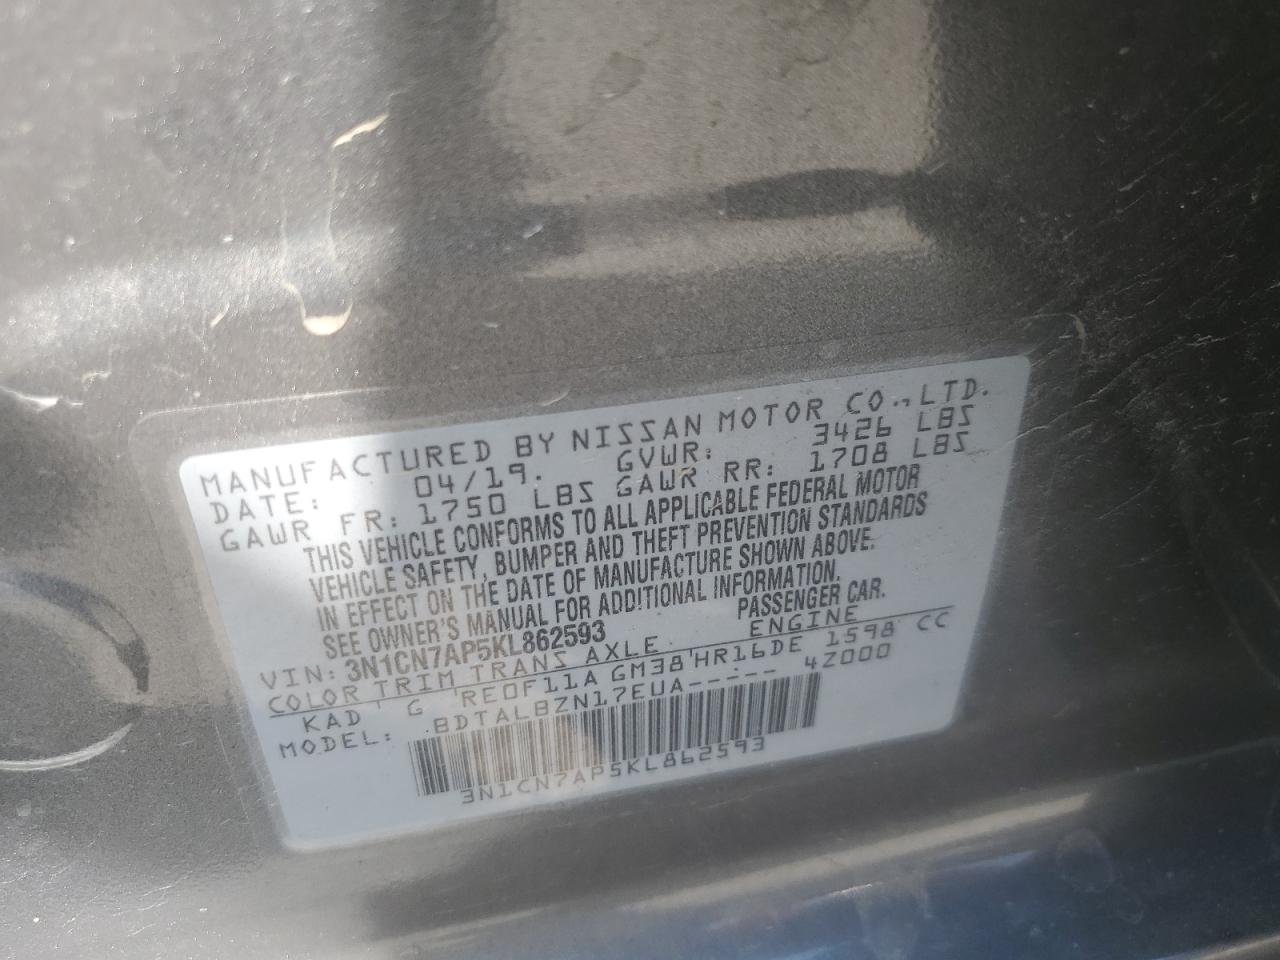 MANUFACTURED BY NISSAN MOTOR CO., LTD.
DATE: 04/19. GVWR: 3426 LBS
GAWR FR: 1750 LBS GAWR RR: 1708 LBS
THIS VEHICLE CONFORMS TO ALL APPLICABLE FEDERAL MOTOR
VEHICLE SAFETY, BUMPER AND THEFT PREVENTION STANDARDS
IN EFFECT ON THE DATE OF MANUFACTURE SHOWN ABOVE.
SEE OWNER'S MANUAL FOR ADDITIONAL INFORMATION.
VIN: 3N1CN7AP5KL862593 PASSENGER CAR.
COLOR TRIM TRANS AXLE ENGINE
KAD G RE0F11A GM38 HR16DE 1598 CC
MODEL: BDTALBZN17EUA----- 4Z000
3N1CN7AP5KL862593